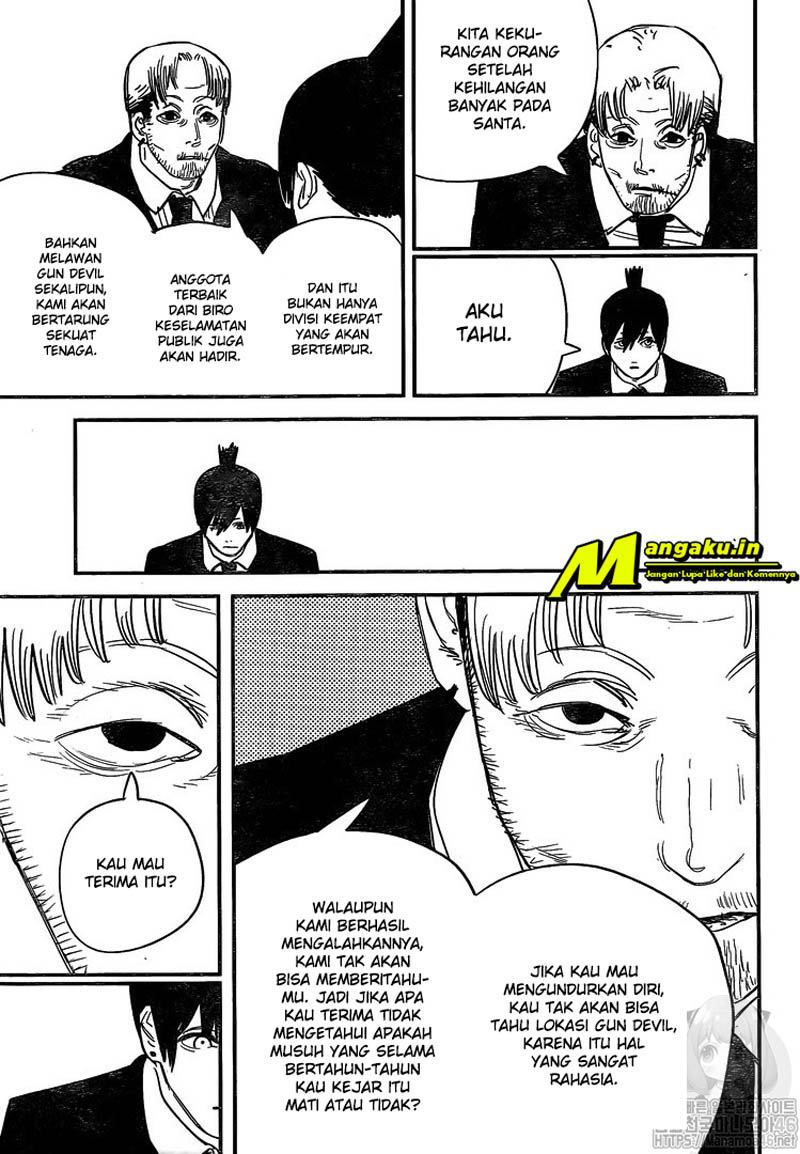 KITA KEKU-
RANGAN ORANG
SETELAH
KEHILANGAN
BANYAK PADA
SANTA.
AKU
TAHU.
DAN ITU
BUKAN HANYA
DIVISI KEEMPAT
YANG AKAN
BERTEMPUR.
ANGGOTA
TERBAIK
DARI BIRO
KESELAMATAN
PUBLIK JUGA
AKAN HADIR.
BAHKAN
MELAWAN
GUN DEVIL
SEKALIPUN,
KAMI AKAN
BERTARUNG
SEKUAT
TENAGA.
Mangaku.in
Jangan Lupa Like dan Komennya
JIKA KAU MAU
MENGUNDURKAN DIRI,
KAU TAK AKAN BISA
TAHU LOKASI GUN DEVIL,
KARENA ITU HAL
YANG SANGAT
RAHASIA.
WALAUPUN
KAMI BERHASIL
MENGALAHKANNYA,
KAMI TAK AKAN
BISA MEMBERITAHU-
MU. JADI JIKA APA
KAU TERIMA TIDAK
MENGETAHUI APAKAH
MUSUH YANG SELAMA
BERTAHUN-TAHUN
KAU KEJAR ITU
MATI ATAU TIDAK?
KAU MAU
TERIMA ITU?
HTTPS://Manamoa46.net